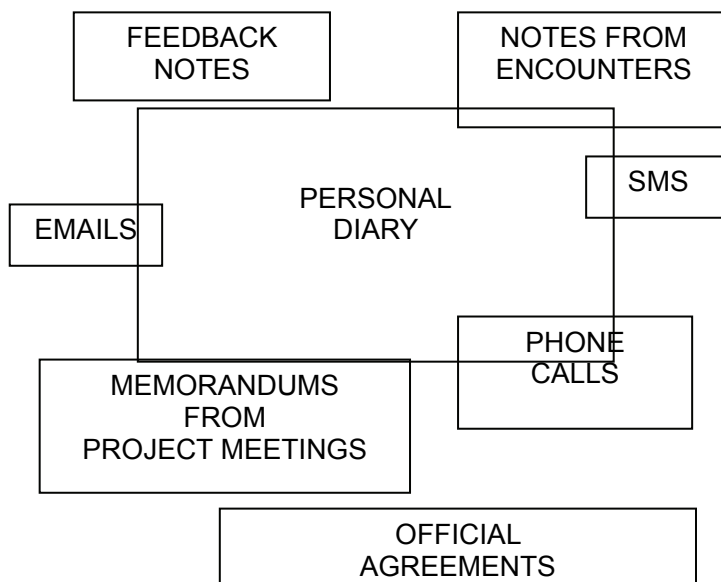 FEEDBACK
NOTES
NOTES FROM
ENCOUNTERS
PERSONAL
DIARY
SMS
EMAILS
PHONE
CALLS
MEMORANDUMS
FROM
PROJECT MEETINGS
OFFICIAL
AGREEMENTS